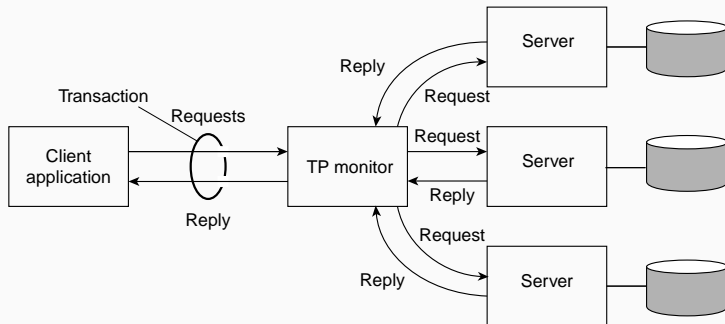 Server
Reply
Transaction
Requests
Request
Client
application
TP monitor
Request
Server
Reply
Reply
Request
Reply
Server